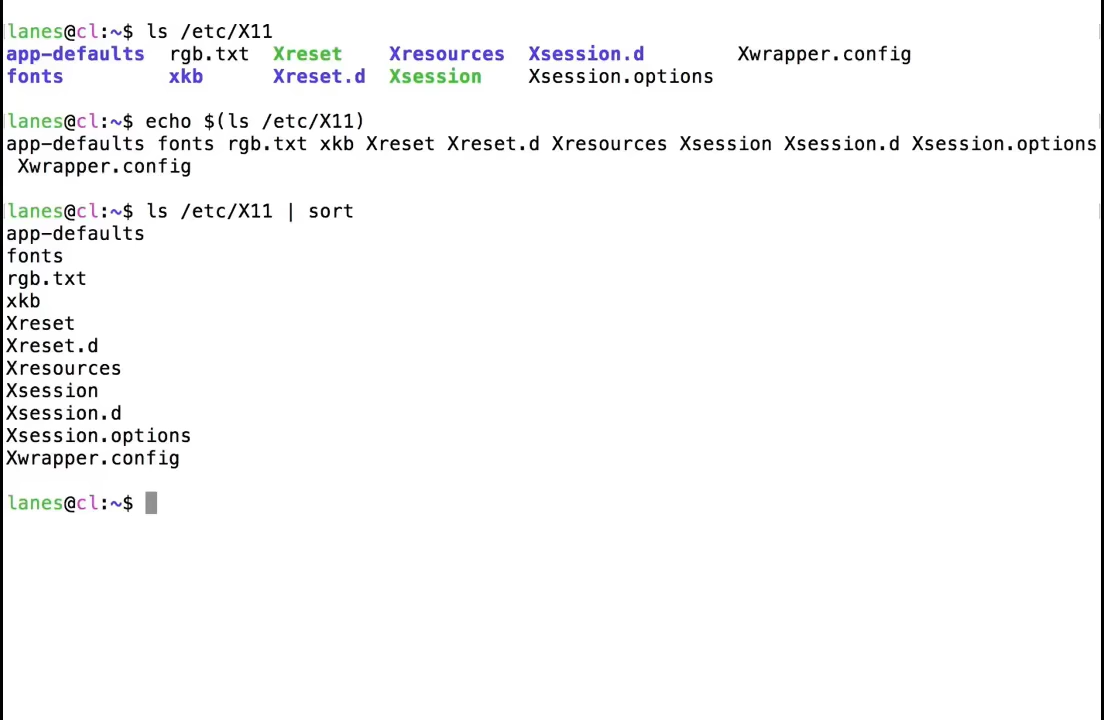 lanes@cl:~$ ls /etc/X11
app-defaults  rgb.txt  Xreset    Xresources  Xsession.d        Xwrapper.config
fonts         xkb      Xreset.d  Xsession    Xsession.options
lanes@cl:~$ echo $(ls /etc/X11)
app-defaults fonts rgb.txt xkb Xreset Xreset.d Xresources Xsession Xsession.d Xsession.options
 Xwrapper.config
lanes@cl:~$ ls /etc/X11 | sort
app-defaults
fonts
rgb.txt
xkb
Xreset
Xreset.d
Xresources
Xsession
Xsession.d
Xsession.options
Xwrapper.config
lanes@cl:~$